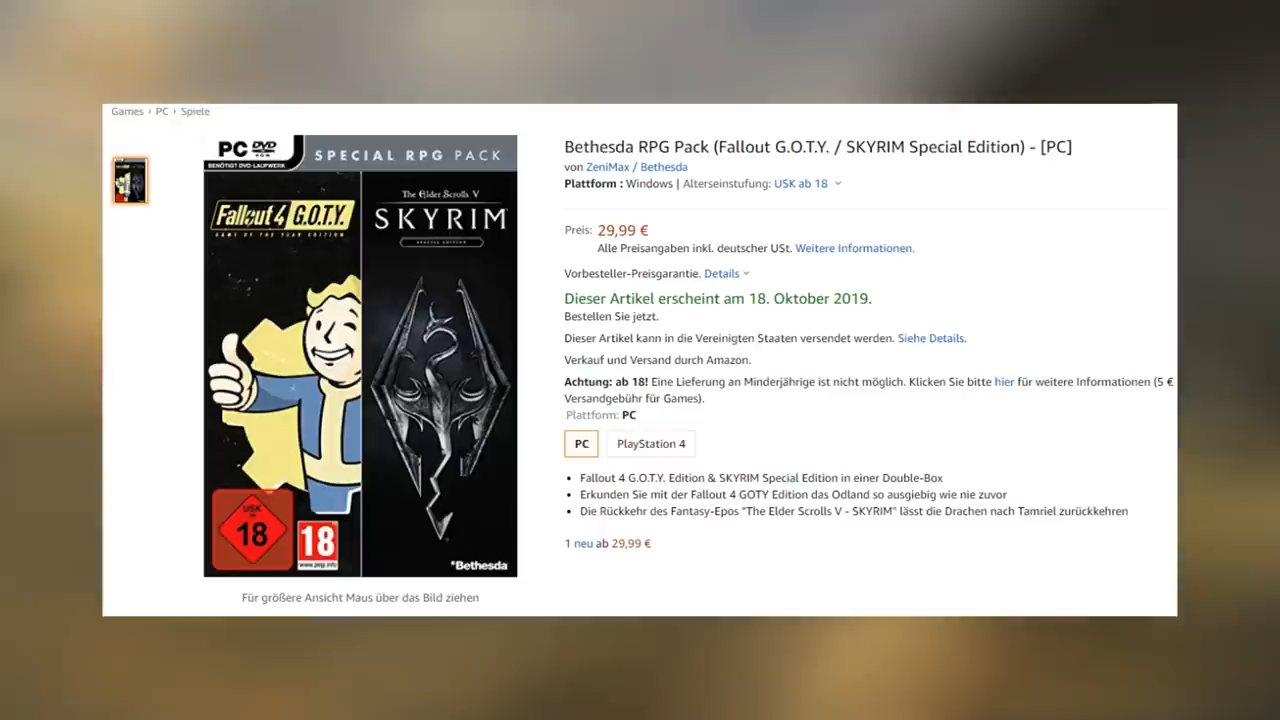 Games › PC › Spiele
PC DVD ROM
BENÖTIGT DVD-LAUFWERK
SPECIAL RPG PACK
Fallout 4 G.O.T.Y.
GAME OF THE YEAR EDITION
The Elder Scrolls V
SKYRIM
SPECIAL EDITION
USK
ab
18
18
www.pegi.info
Bethesda
Für größere Ansicht Maus über das Bild ziehen
Bethesda RPG Pack (Fallout G.O.T.Y. / SKYRIM Special Edition) - [PC]
von ZeniMax / Bethesda
Plattform : Windows | Alterseinstufung: USK ab 18
Preis: 29,99 €
Alle Preisangaben inkl. deutscher USt. Weitere Informationen.
Vorbesteller-Preisgarantie. Details
Dieser Artikel erscheint am 18. Oktober 2019.
Bestellen Sie jetzt.
Dieser Artikel kann in die Vereinigten Staaten versendet werden. Siehe Details.
Verkauf und Versand durch Amazon.
Achtung: ab 18! Eine Lieferung an Minderjährige ist nicht möglich. Klicken Sie bitte hier für weitere Informationen (5 €
Versandgebühr für Games).
Plattform: PC
PC
PlayStation 4
• Fallout 4 G.O.T.Y. Edition & SKYRIM Special Edition in einer Double-Box
• Erkunden Sie mit der Fallout 4 GOTY Edition das Odland so ausgiebig wie nie zuvor
• Die Rückkehr des Fantasy-Epos "The Elder Scrolls V - SKYRIM" lässt die Drachen nach Tamriel zurückkehren
1 neu ab 29,99 €